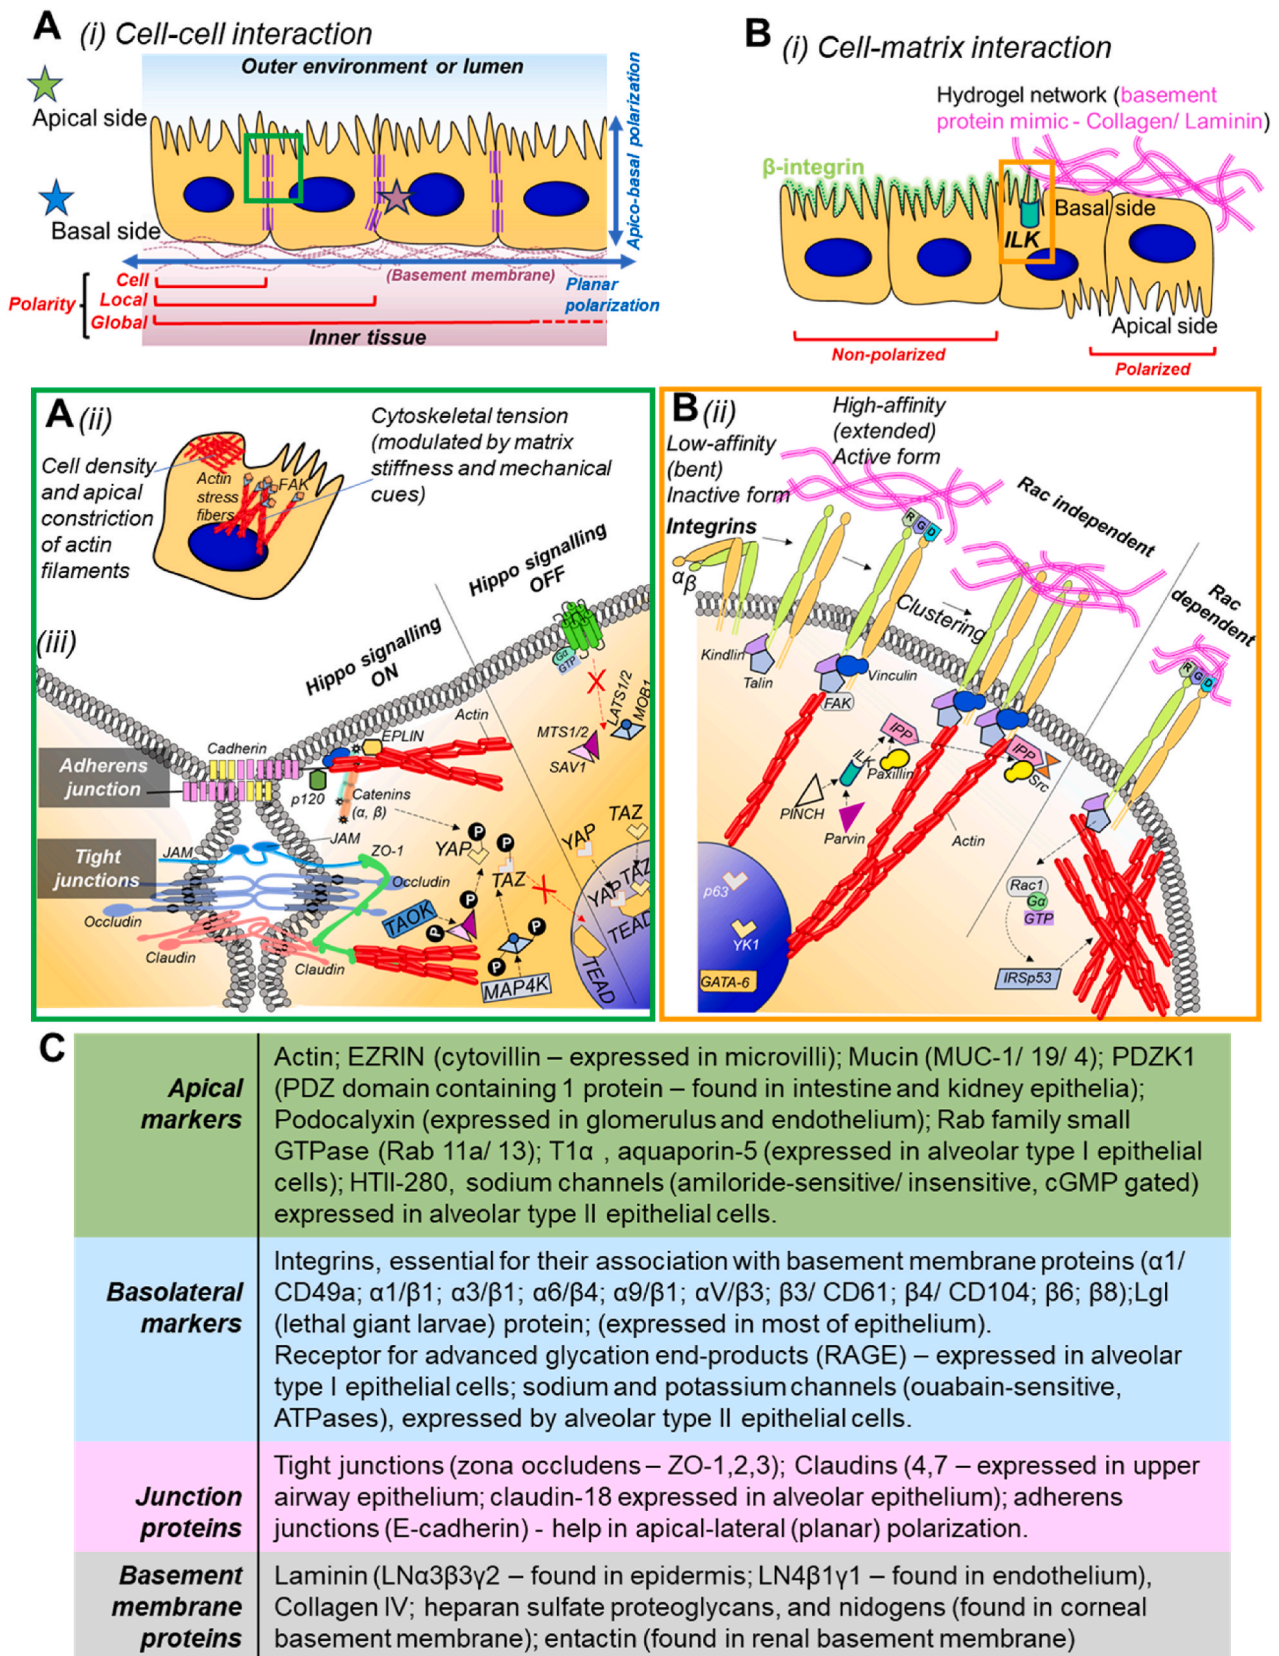 A (i) Cell-cell interaction
Outer environment or lumen
Apical side
Basal side
Apico-basal polarization
(Basement membrane)
Planar
polarization
Polarity
Cell
Local
Global
Inner tissue
B (i) Cell-matrix interaction
Hydrogel network (basement
protein mimic - Collagen/ Laminin)
β-integrin
Basal side
ILK
Apical side
Non-polarized
Polarized
A (ii)
Cell density
and apical
constriction
of actin
filaments
Actin
stress
fibers
FAK
Cytoskeletal tension
(modulated by matrix
stiffness and mechanical
cues)
(iii)
Hippo signalling
ON
Hippo signalling
OFF
Gα
GTP
LATS1/2
MOB1
MTS1/2
SAV1
Actin
EPLIN
Cadherin
Adherens
junction
p120
Catenins
(α, β)
JAM
Tight
junctions
JAM
ZO-1
Occludin
Occludin
Claudin
Claudin
P
YAP
P
TAZ
TAOK
P
P
P
P
MAP4K
YAP
TAZ
YAP
TAZ
TEAD
TEAD
B (ii)
Low-affinity
(bent)
Inactive form
High-affinity
(extended)
Active form
Integrins
αβ
R G D
Rac independent
Rac
dependent
Clustering
Kindlin
Talin
Vinculin
FAK
IPP
ILK
Paxillin
PINCH
Parvin
IPP
Src
Actin
R G D
p63
YK1
GATA-6
Rac1
Gα
GTP
IRSp53
C
Apical
markers
Actin; EZRIN (cytovillin – expressed in microvilli); Mucin (MUC-1/ 19/ 4); PDZK1
(PDZ domain containing 1 protein – found in intestine and kidney epithelia);
Podocalyxin (expressed in glomerulus and endothelium); Rab family small
GTPase (Rab 11a/ 13); T1α , aquaporin-5 (expressed in alveolar type I epithelial
cells); HTII-280, sodium channels (amiloride-sensitive/ insensitive, cGMP gated)
expressed in alveolar type II epithelial cells.
Basolateral
markers
Integrins, essential for their association with basement membrane proteins (α1/
CD49a; α1/β1; α3/β1; α6/β4; α9/β1; αV/β3; β3/ CD61; β4/ CD104; β6; β8);Lgl
(lethal giant larvae) protein; (expressed in most of epithelium).
Receptor for advanced glycation end-products (RAGE) – expressed in alveolar
type I epithelial cells; sodium and potassium channels (ouabain-sensitive,
ATPases), expressed by alveolar type II epithelial cells.
Junction
proteins
Tight junctions (zona occludens – ZO-1,2,3); Claudins (4,7 – expressed in upper
airway epithelium; claudin-18 expressed in alveolar epithelium); adherens
junctions (E-cadherin) - help in apical-lateral (planar) polarization.
Basement
membrane
proteins
Laminin (LNα3β3γ2 – found in epidermis; LN4β1γ1 – found in endothelium),
Collagen IV; heparan sulfate proteoglycans, and nidogens (found in corneal
basement membrane); entactin (found in renal basement membrane)